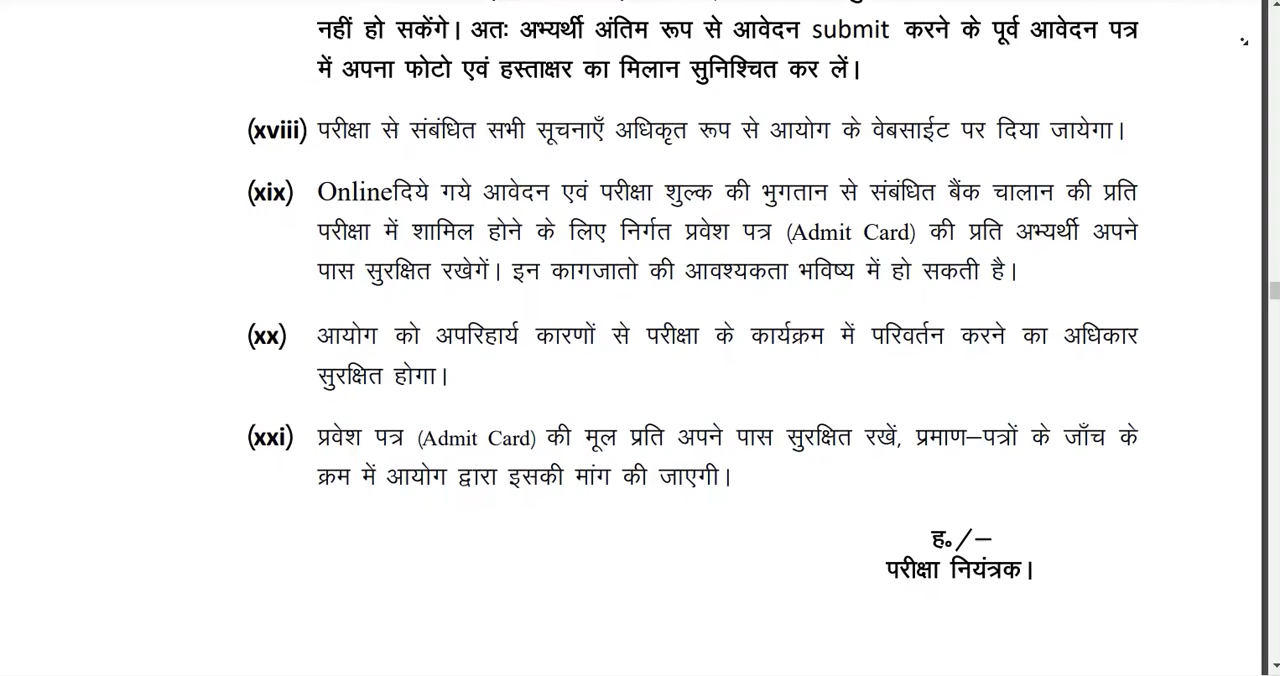 नहीं हो सकेंगे। अतः अभ्यर्थी अंतिम रूप से आवेदन submit करने के पूर्व आवेदन पत्र
में अपना फोटो एवं हस्ताक्षर का मिलान सुनिश्चित कर लें।
(xviii) परीक्षा से संबंधित सभी सूचनाएँ अधिकृत रूप से आयोग के वेबसाईट पर दिया जायेगा।
(xix) Onlineदिये गये आवेदन एवं परीक्षा शुल्क की भुगतान से संबंधित बैंक चालान की प्रति
परीक्षा में शामिल होने के लिए निर्गत प्रवेश पत्र (Admit Card) की प्रति अभ्यर्थी अपने
पास सुरक्षित रखेगें। इन कागजातो की आवश्यकता भविष्य में हो सकती है।
(xx) आयोग को अपरिहार्य कारणों से परीक्षा के कार्यक्रम में परिवर्तन करने का अधिकार
सुरक्षित होगा।
(xxi) प्रवेश पत्र (Admit Card) की मूल प्रति अपने पास सुरक्षित रखें, प्रमाण–पत्रों के जाँच के
क्रम में आयोग द्वारा इसकी मांग की जाएगी।
ह॰/–
परीक्षा नियंत्रक।